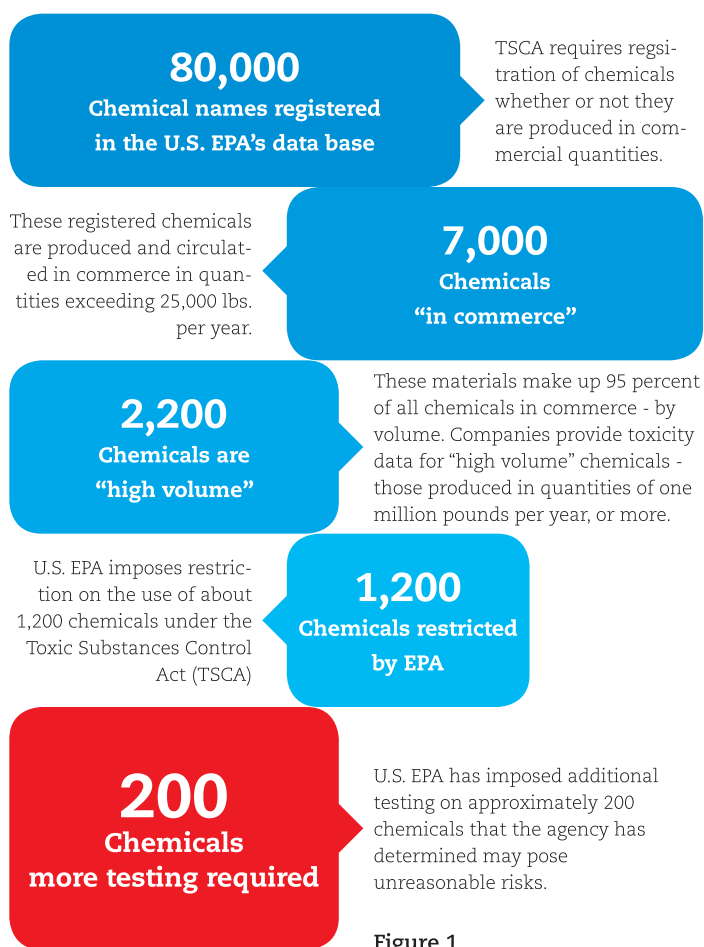 80,000
Chemical names registered
in the U.S. EPA’s data base
TSCA requires regsi-
tration of chemicals
whether or not they
are produced in com-
mercial quantities.
These registered chemicals
are produced and circulat-
ed in commerce in quan-
tities exceeding 25,000 lbs.
per year.
7,000
Chemicals
“in commerce”
2,200
Chemicals are
“high volume”
These materials make up 95 percent
of all chemicals in commerce - by
volume. Companies provide toxicity
data for “high volume” chemicals -
those produced in quantities of one
million pounds per year, or more.
U.S. EPA imposes restric-
tion on the use of about
1,200 chemicals under the
Toxic Substances Control
Act (TSCA)
1,200
Chemicals restricted
by EPA
200
Chemicals
more testing required
U.S. EPA has imposed additional
testing on approximately 200
chemicals that the agency has
determined may pose
unreasonable risks.
Figure 1